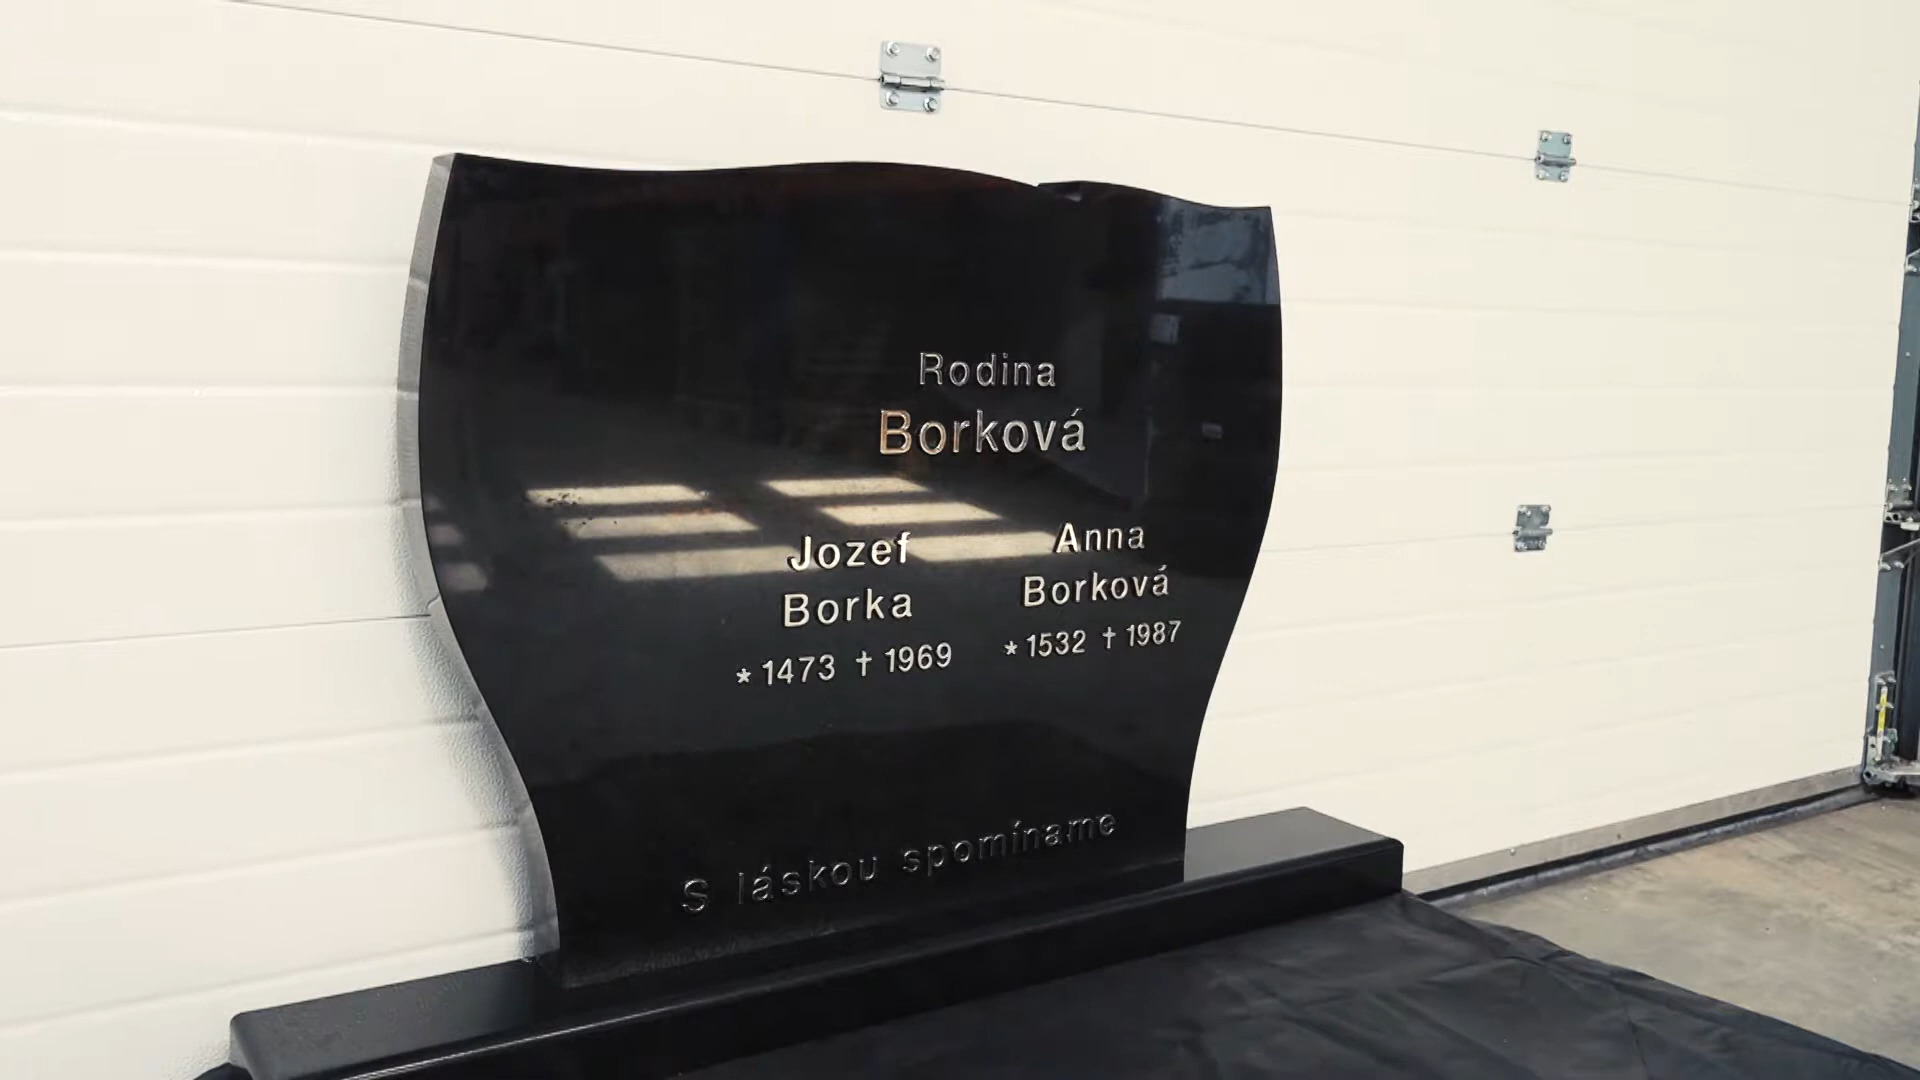 Rodina
Borková
Jozef
Borka
* 1473 † 1969
Anna
Borková
* 1532 † 1987
S láskou spomíname